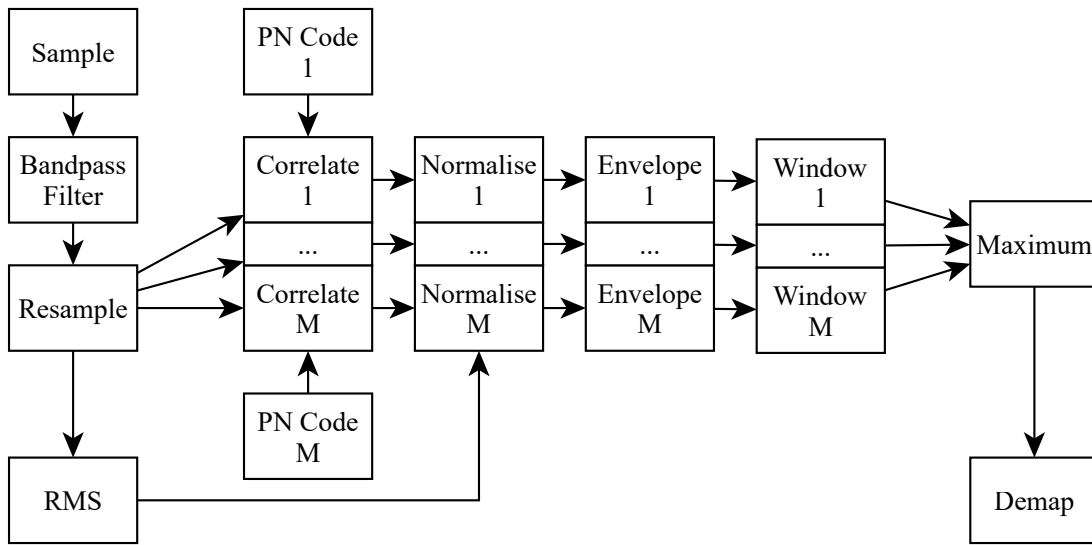 Sample
PN Code
1
Bandpass
Filter
Correlate
1
Normalise
1
Envelope
1
Window
1
...
...
...
...
Maximum
Resample
Correlate
M
Normalise
M
Envelope
M
Window
M
PN Code
M
RMS
Demap